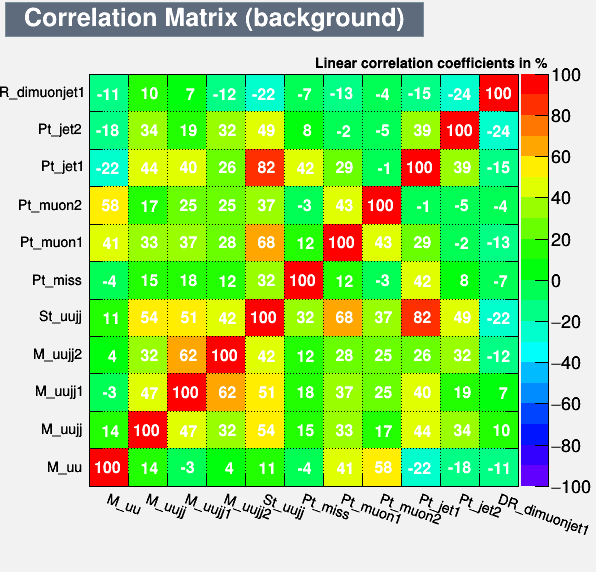 Correlation Matrix (background)
Linear correlation coefficients in %
R_dimuonjet1 -11 10 7 -12 -22 -7 -13 -4 -15 -24 100
Pt_jet2 -18 34 19 32 49 8 -2 -5 39 100 -24
Pt_jet1 -22 44 40 26 82 42 29 -1 100 39 -15
Pt_muon2 58 17 25 25 37 -3 43 100 -1 -5 -4
Pt_muon1 41 33 37 28 68 12 100 43 29 -2 -13
Pt_miss -4 15 18 12 32 100 12 -3 42 8 -7
St_uujj 11 54 51 42 100 32 68 37 82 49 -22
M_uujj2 4 32 62 100 42 12 28 25 26 32 -12
M_uujj1 -3 47 100 62 51 18 37 25 40 19 7
M_uujj 14 100 47 32 54 15 33 17 44 34 10
M_uu 100 14 -3 4 11 -4 41 58 -22 -18 -11
M_uu M_uujj M_uujj1 M_uujj2 St_uujj Pt_miss Pt_muon1 Pt_muon2 Pt_jet1 Pt_jet2 DR_dimuonjet1
100
80
60
40
20
0
−20
−40
−60
−80
−100